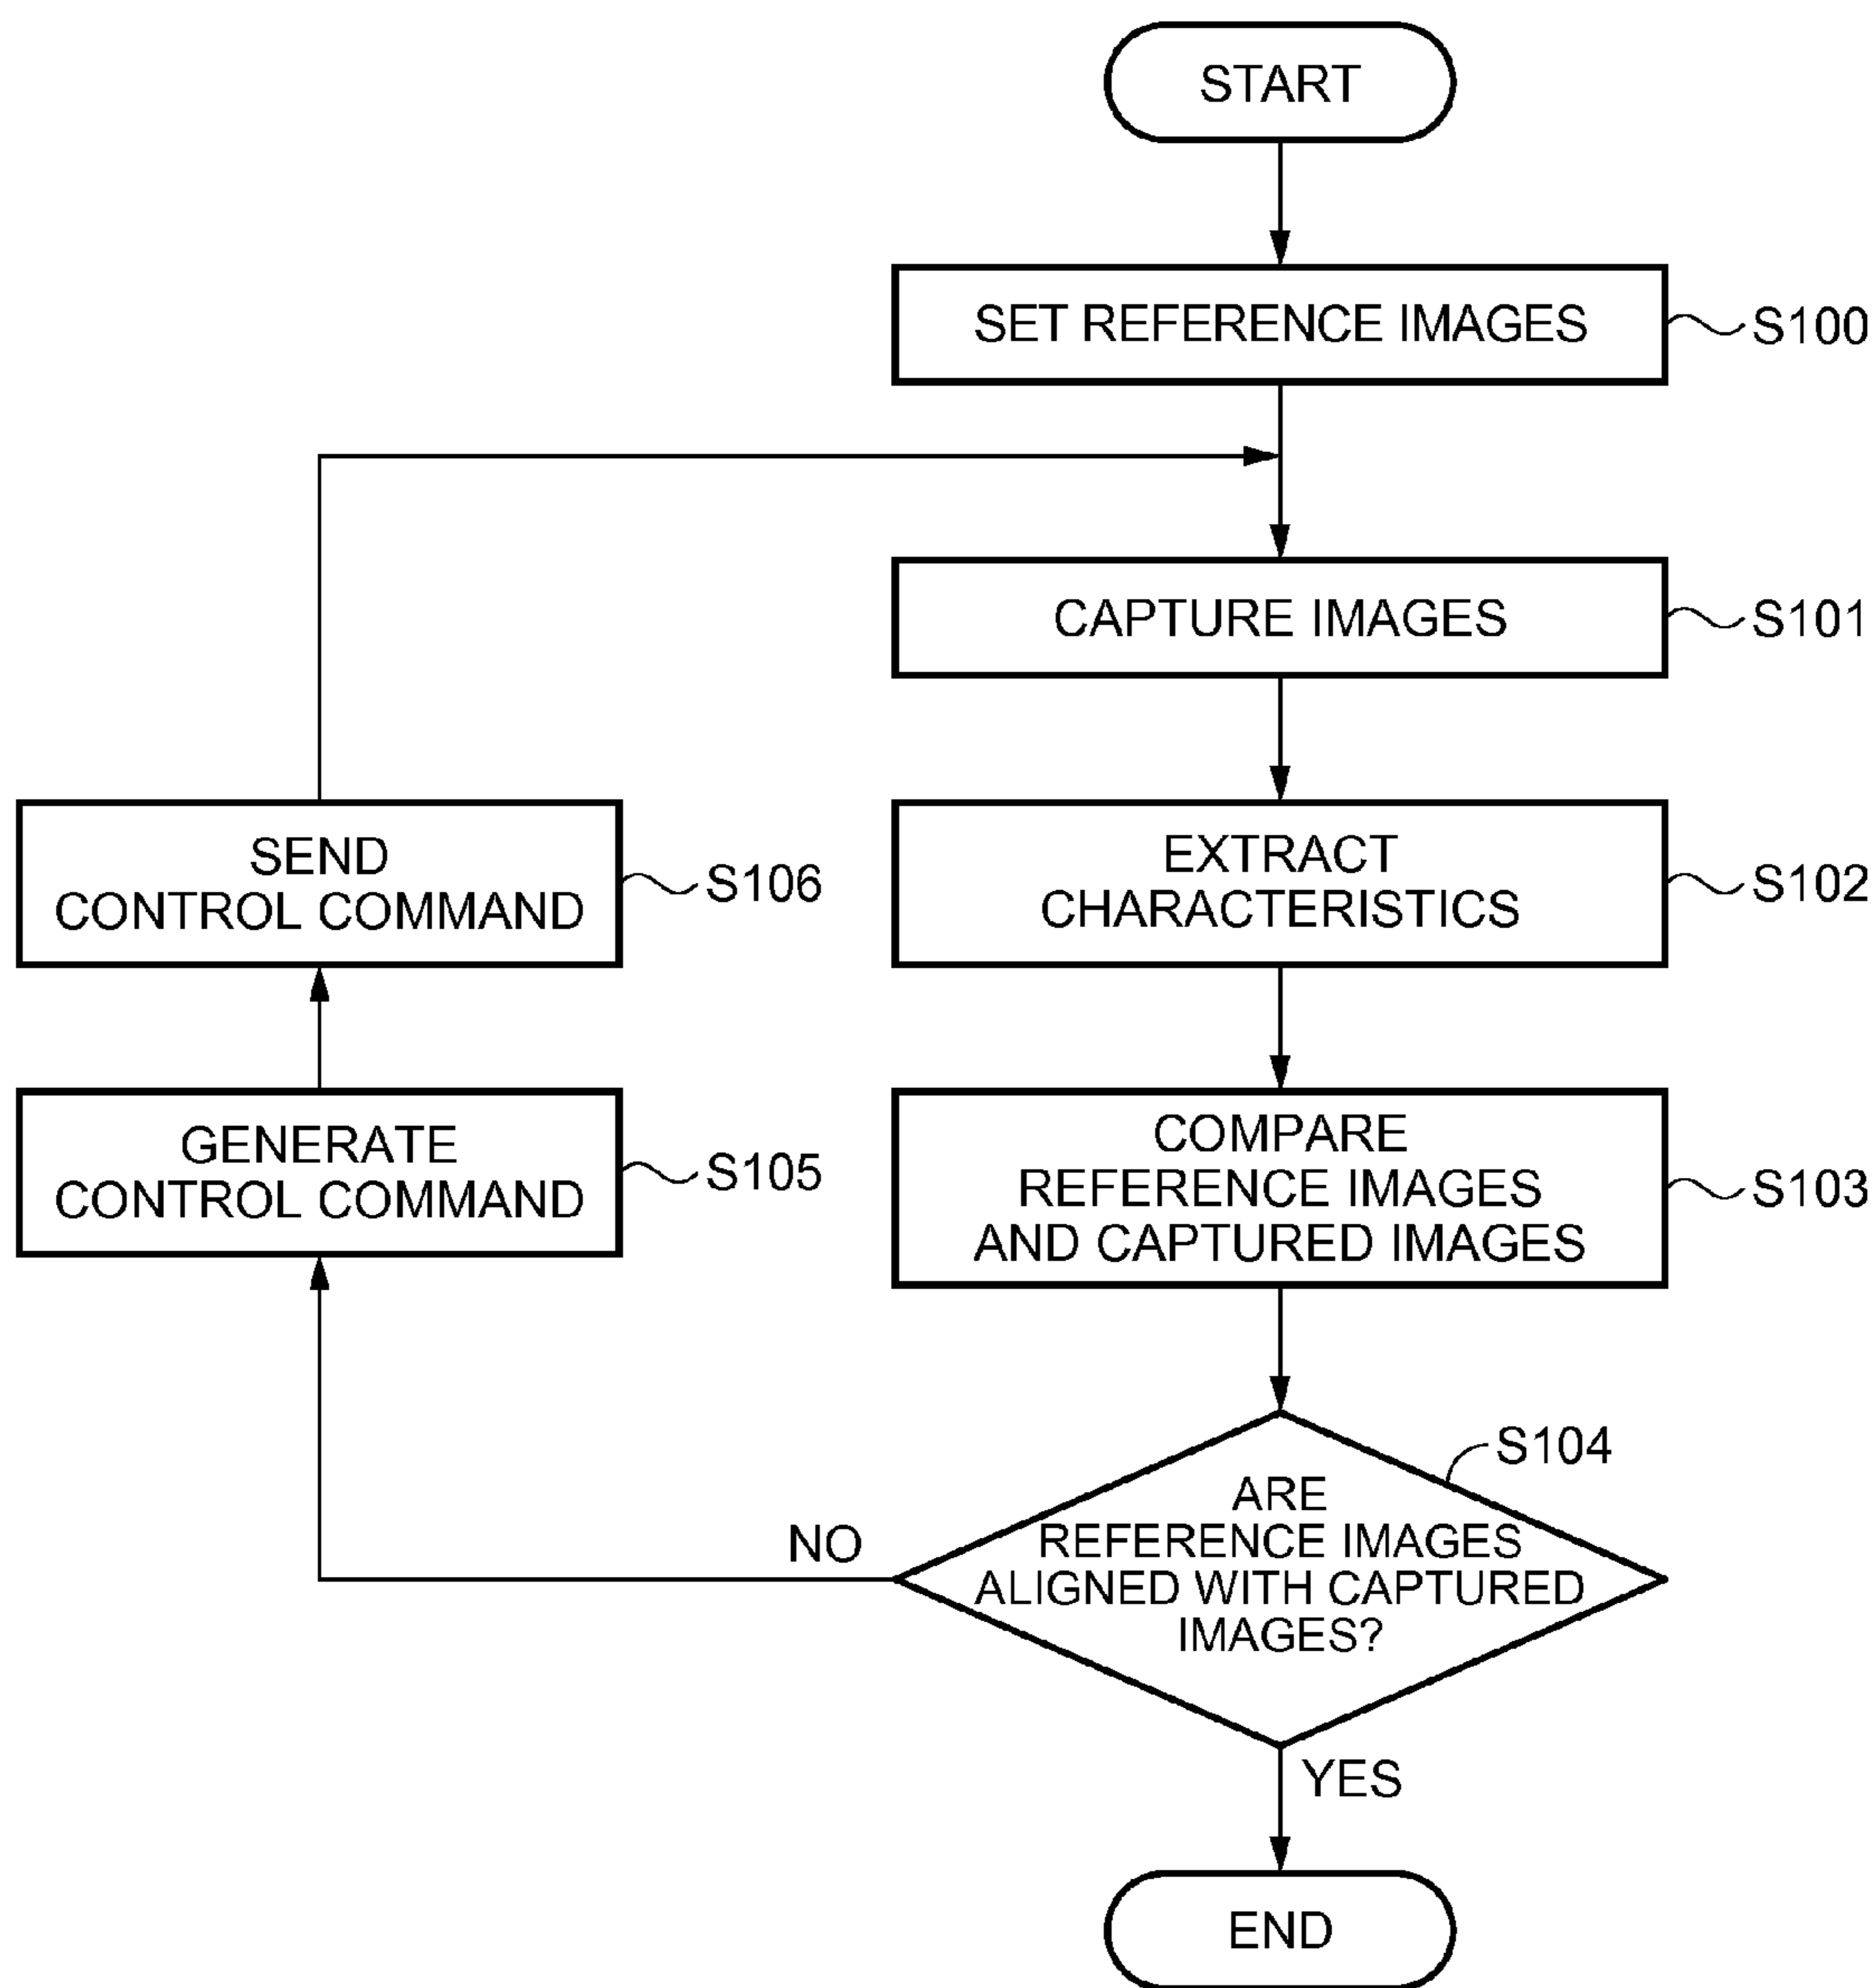 START
SET REFERENCE IMAGES
S100
CAPTURE IMAGES
S101
EXTRACT
CHARACTERISTICS
S102
SEND
CONTROL COMMAND
S106
COMPARE
REFERENCE IMAGES
AND CAPTURED IMAGES
S103
GENERATE
CONTROL COMMAND
S105
S104
ARE
REFERENCE IMAGES
ALIGNED WITH CAPTURED
IMAGES?
NO
YES
END